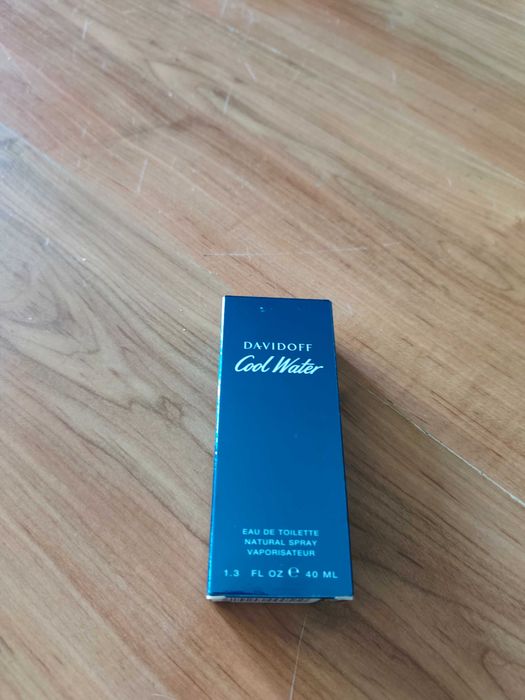 DAVIDOFF
Cool Water
EAU DE TOILETTE
NATURAL SPRAY
VAPORISATEUR
1.3 FL OZ ℮ 40 ML